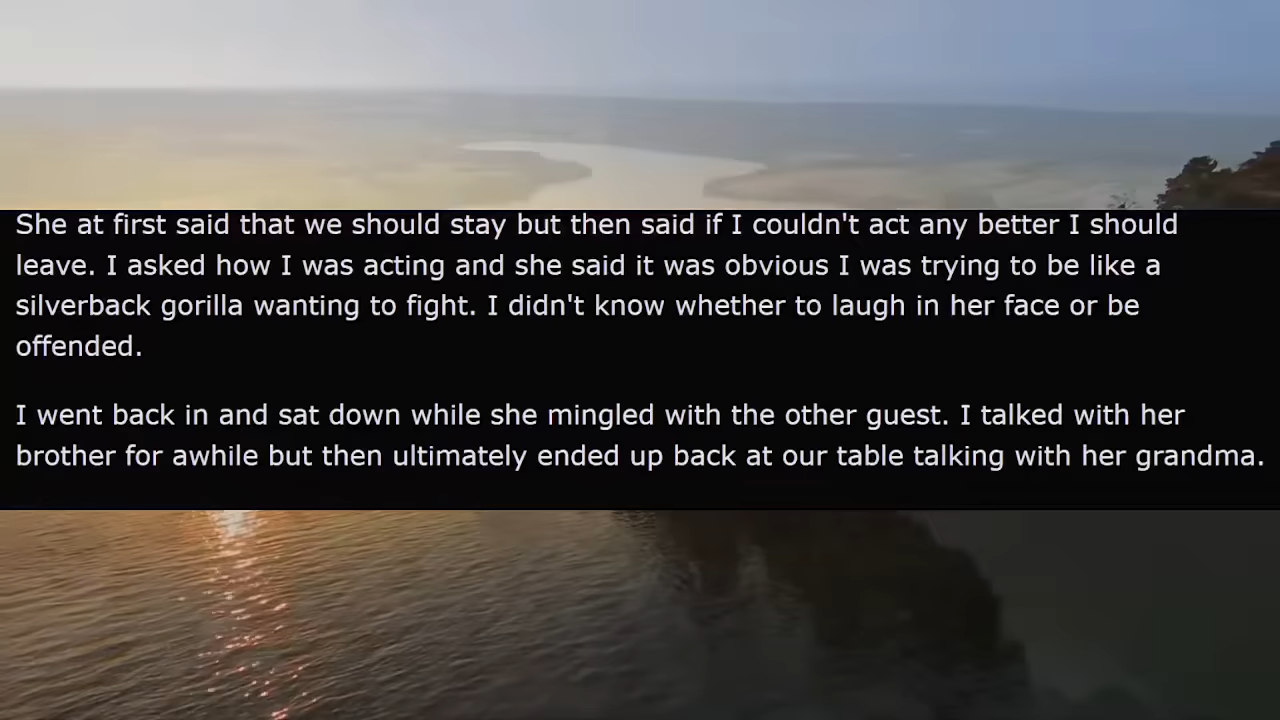 She at first said that we should stay but then said if I couldn't act any better I should
leave. I asked how I was acting and she said it was obvious I was trying to be like a
silverback gorilla wanting to fight. I didn't know whether to laugh in her face or be
offended.
I went back in and sat down while she mingled with the other guest. I talked with her
brother for awhile but then ultimately ended up back at our table talking with her grandma.